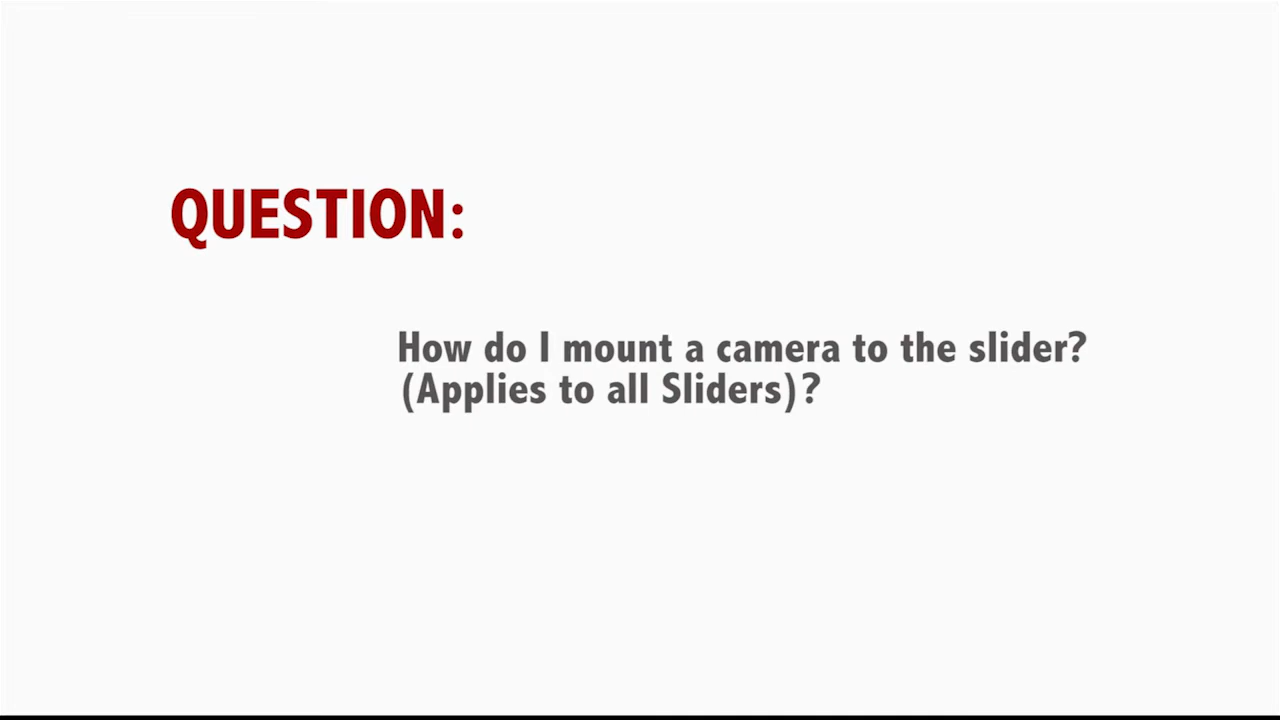 QUESTION:
How do I mount a camera to the slider?
(Applies to all Sliders)?